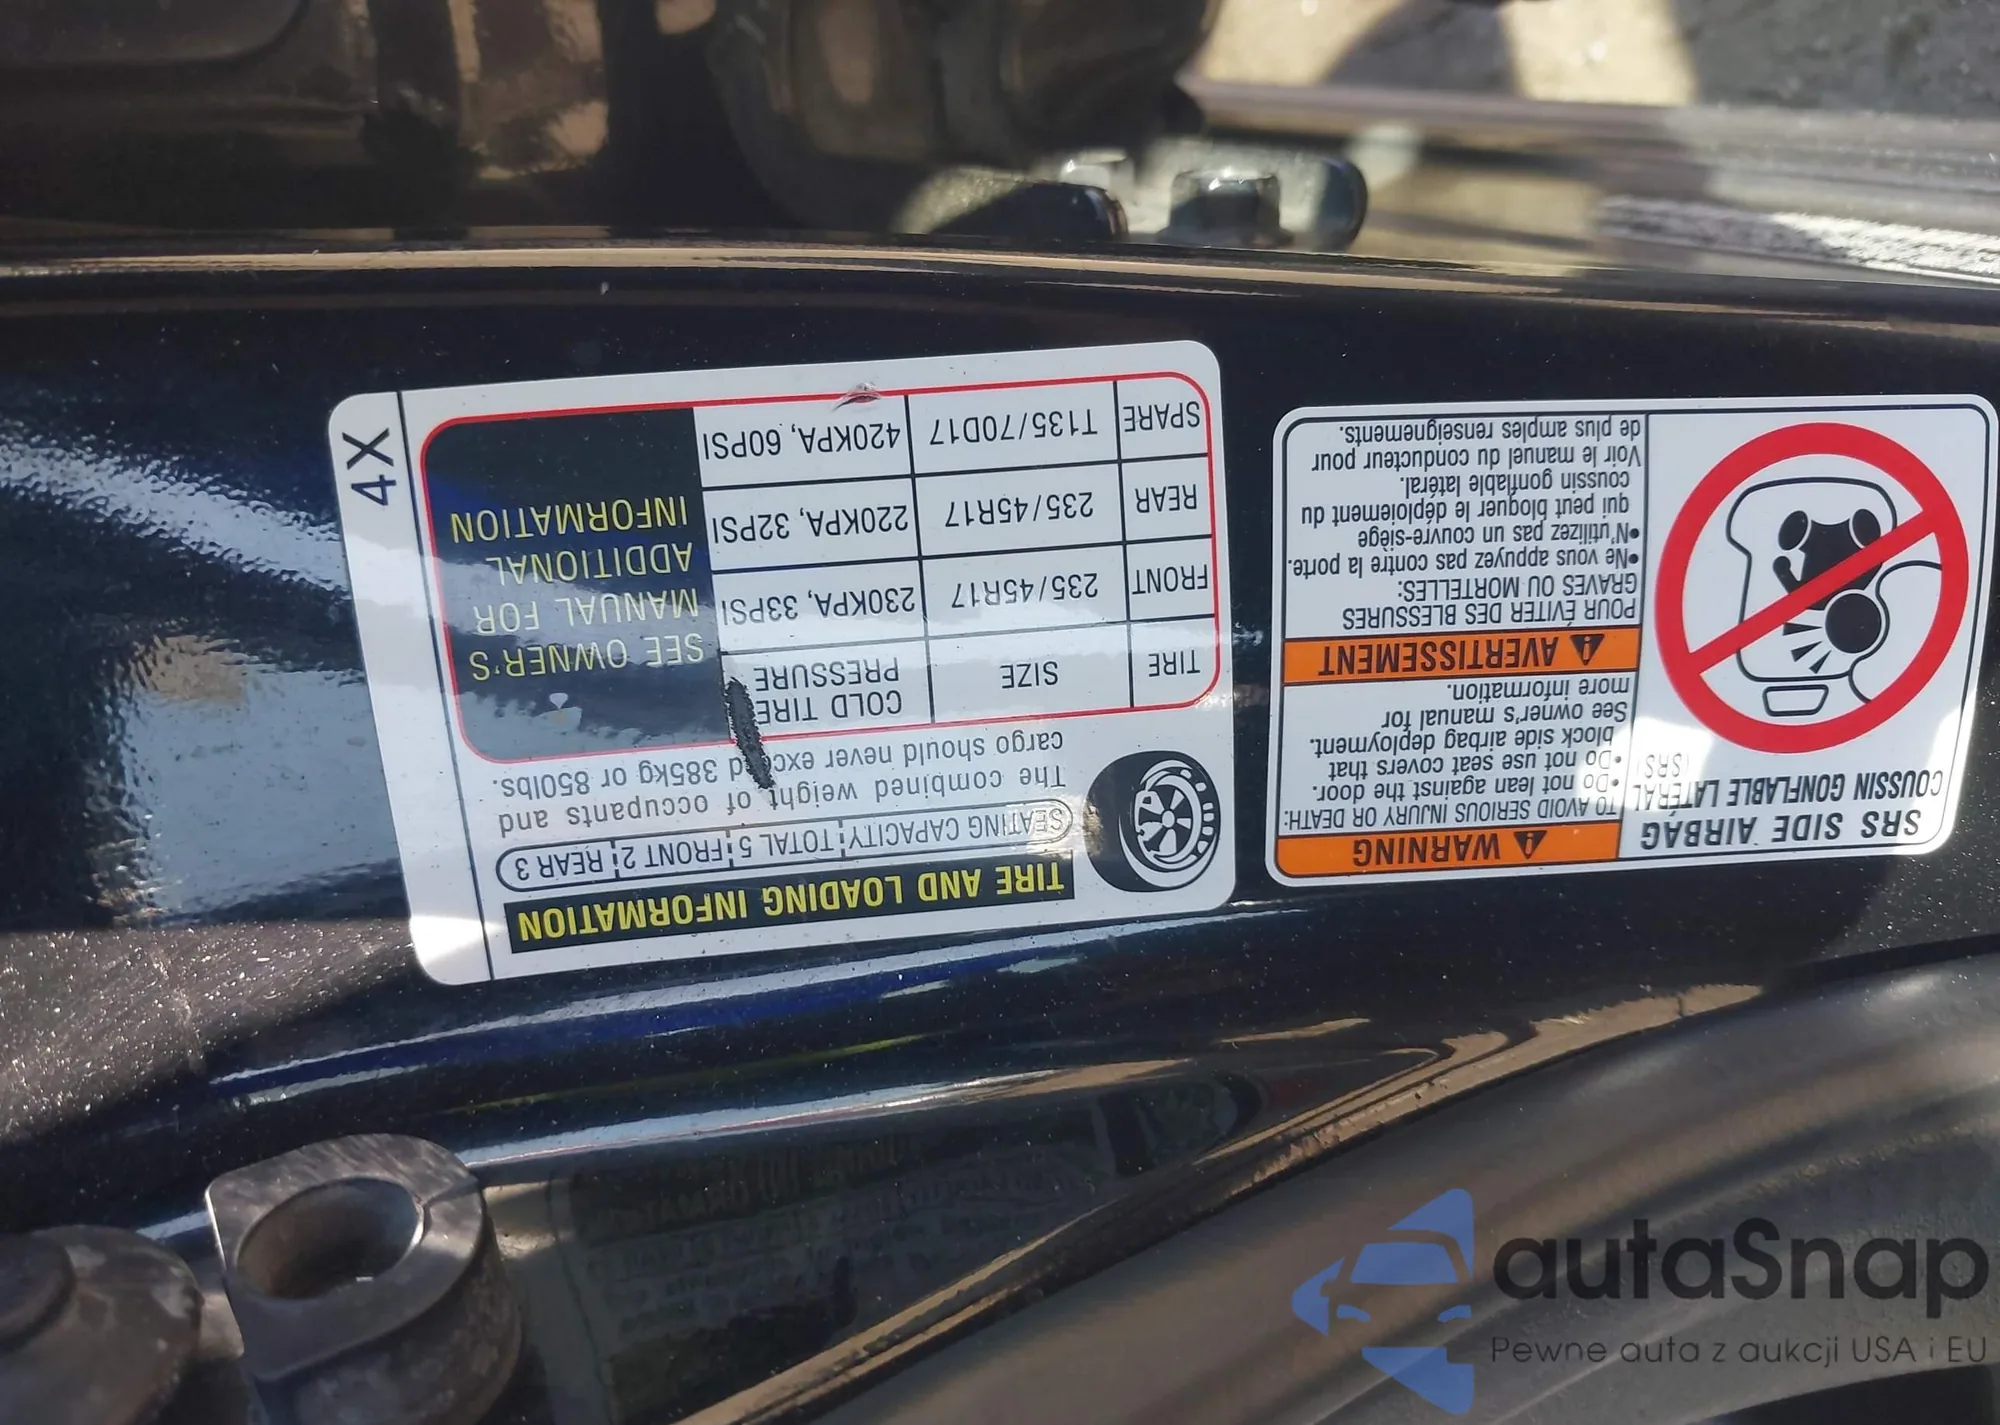 TIRE AND LOADING INFORMATION
SEATING CAPACITY TOTAL 5 FRONT 2 REAR 3
The combined weight of occupants and
cargo should never exceed 385kg or 850lbs.
TIRE SIZE COLD TIRE PRESSURE
FRONT 235/45R17 230KPA, 33PSI
REAR 235/45R17 220KPA, 32PSI
SPARE T135/70D17 420KPA, 60PSI
SEE OWNER'S
MANUAL FOR
ADDITIONAL
INFORMATION
4X
SRS SIDE AIRBAG
COUSSIN GONFLABLE LATÉRAL
(SRS)
WARNING
TO AVOID SERIOUS INJURY OR DEATH:
•Do not lean against the door.
•Do not use seat covers that
block side airbag deployment.
See owner's manual for
more information.
AVERTISSEMENT
POUR ÉVITER DES BLESSURES
GRAVES OU MORTELLES:
•Ne vous appuyez pas contre la porte.
•N'utilizez pas un couvre-siège
qui peut bloquer le déploiement du
coussin gonflable latéral.
Voir le manuel du conducteur pour
de plus amples renseignements.
autaSnap
Pewne auta z aukcji USA i EU